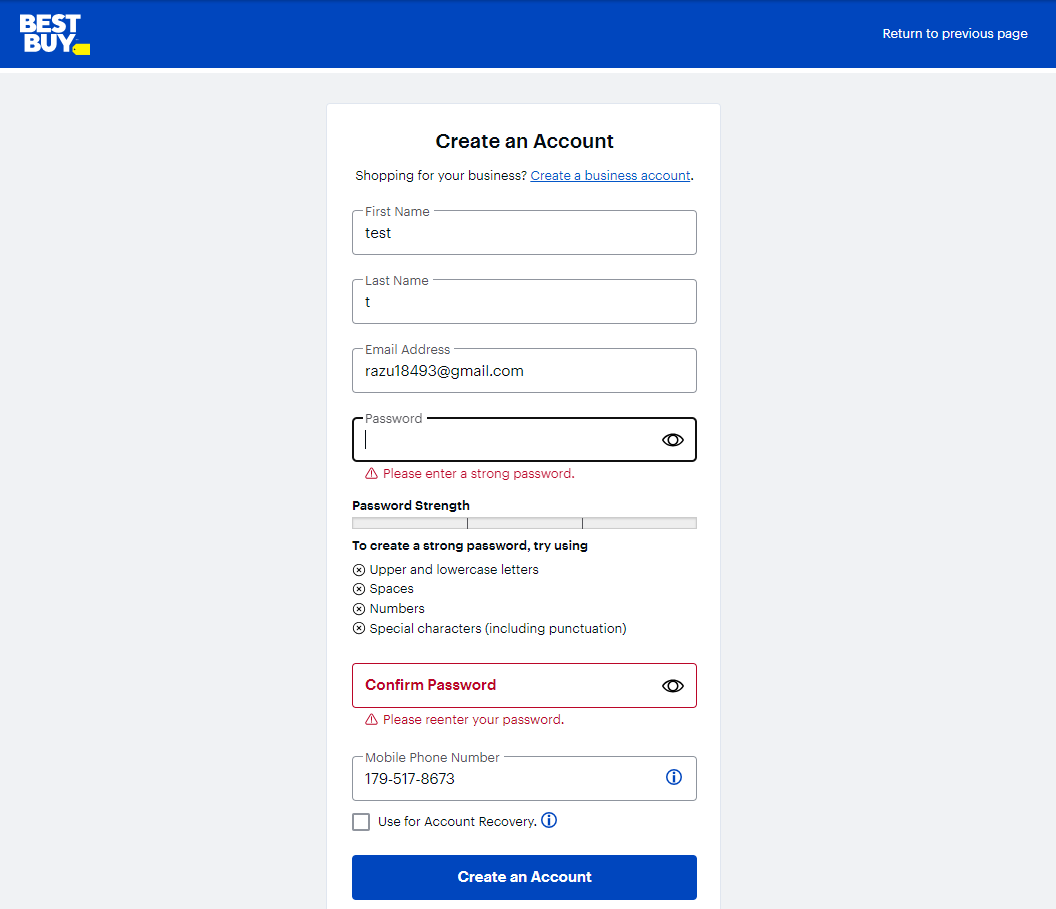 BEST
BUY
Return to previous page
Create an Account
Shopping for your business? Create a business account.
First Name
test
Last Name
t
Email Address
razu18493@gmail.com
Password
Please enter a strong password.
Password Strength
To create a strong password, try using
Upper and lowercase letters
Spaces
Numbers
Special characters (including punctuation)
Confirm Password
Please reenter your password.
Mobile Phone Number
179-517-8673
Use for Account Recovery.
Create an Account